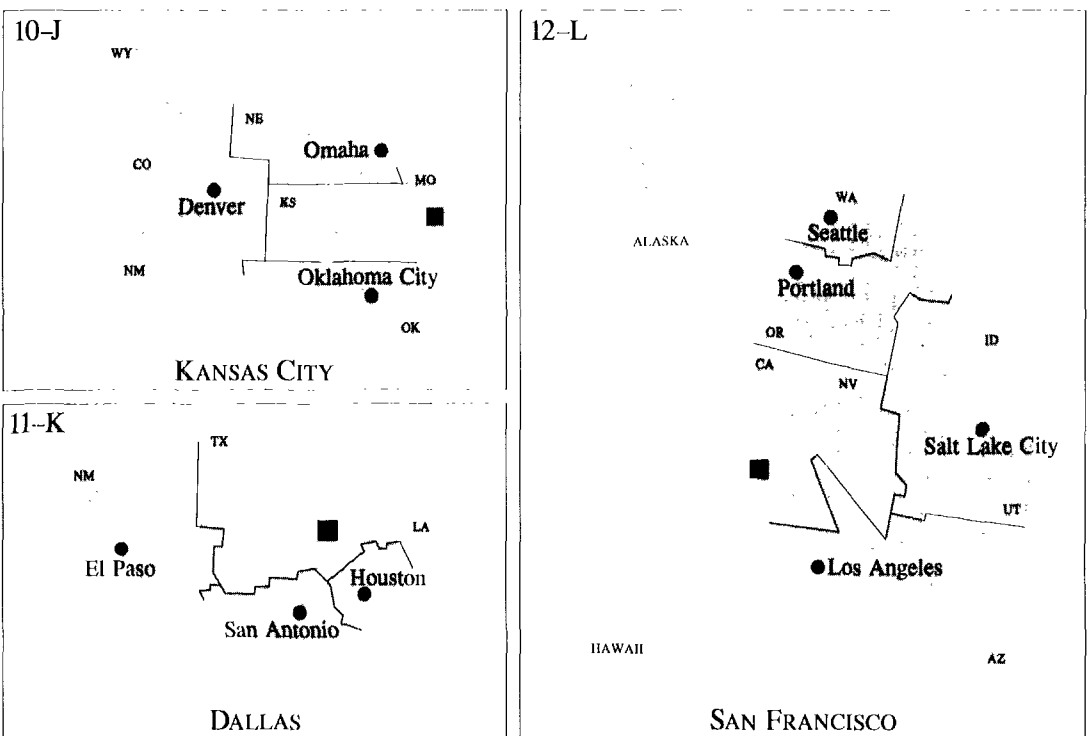 10-J
WY
NE
Omaha
CO
MO
Denver
KS
NM
Oklahoma City
OK
KANSAS CITY
11-K
TX
NM
LA
El Paso
Houston
San Antonio
DALLAS
12-L
WA
Seattle
ALASKA
Portland
OR
ID
CA
NV
Salt Lake City
UT
Los Angeles
HAWAII
AZ
SAN FRANCISCO